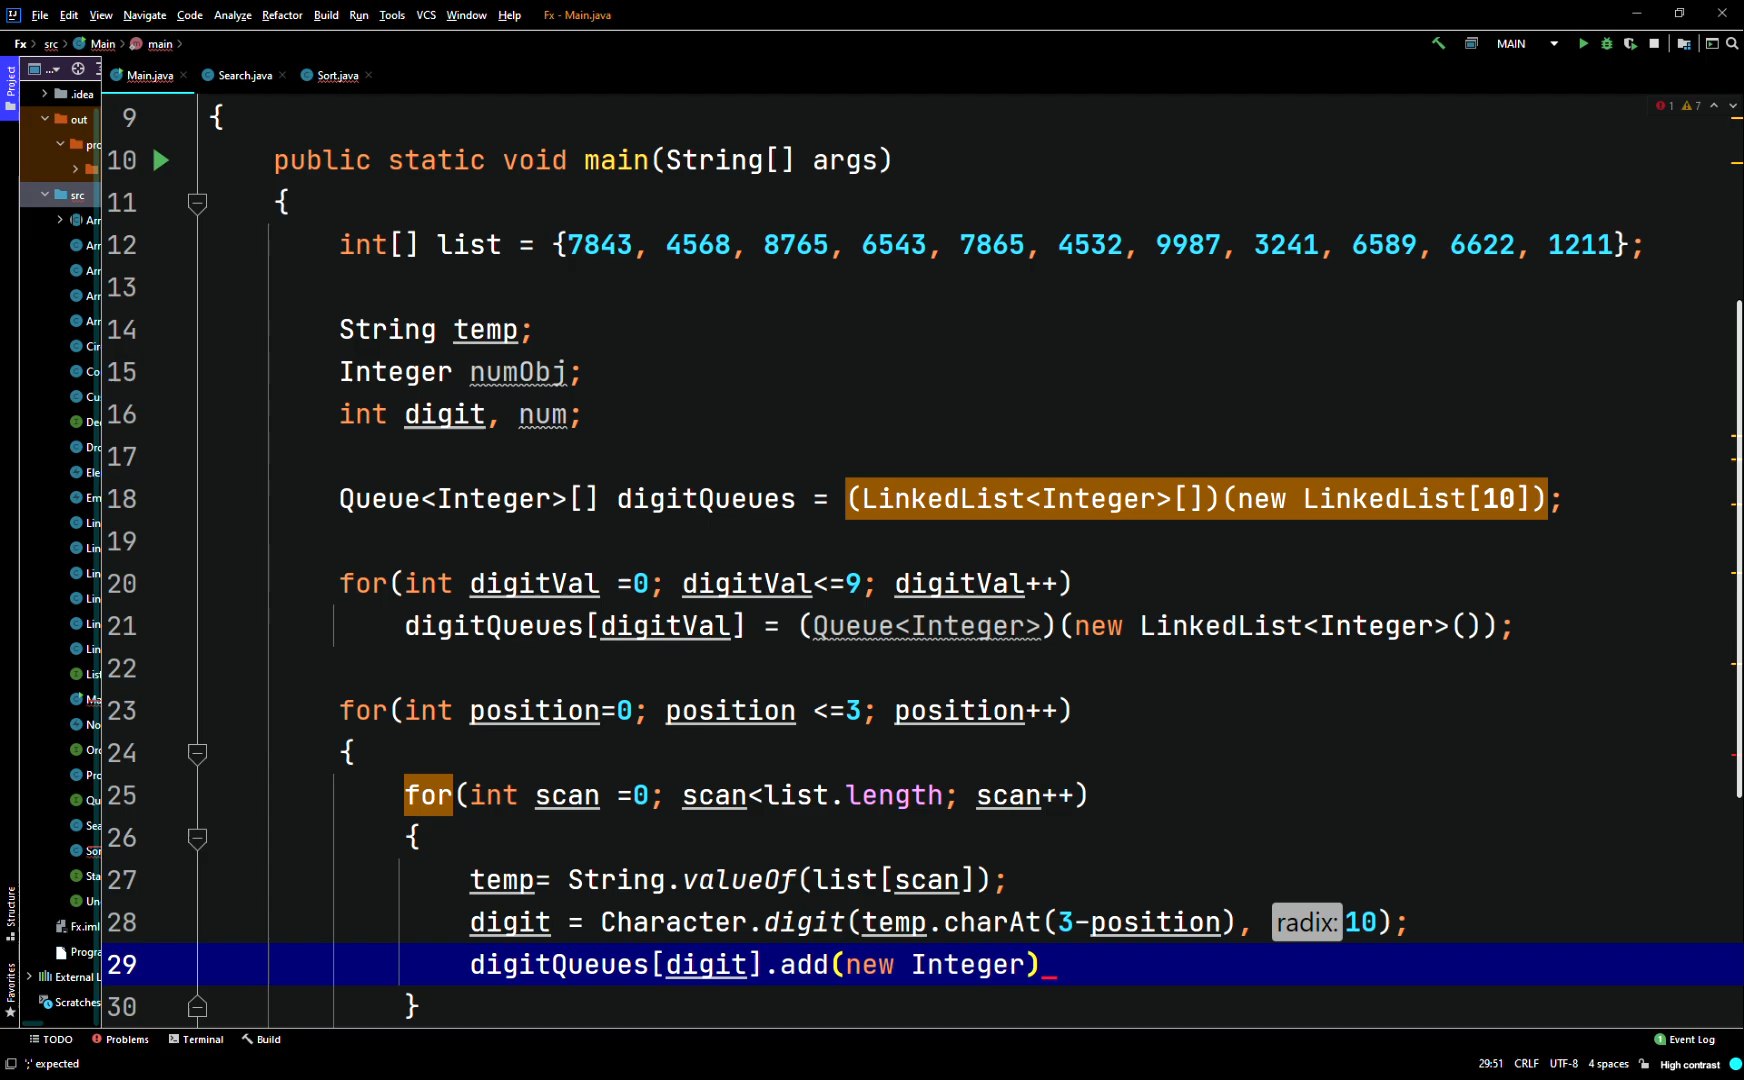 File Edit View Navigate Code Analyze Refactor Build Run Tools VCS Window Help Fx - Main.java
Fx src Main main MAIN
Project ... Main.java Search.java Sort.java
.idea
out
src
1 7
9 {
10 public static void main(String[] args)
11 {
12 int[] list = {7843, 4568, 8765, 6543, 7865, 4532, 9987, 3241, 6589, 6622, 1211};
13
14 String temp;
15 Integer numObj;
16 int digit, num;
17
18 Queue<Integer>[] digitQueues = (LinkedList<Integer>[])(new LinkedList[10]);
19
20 for(int digitVal =0; digitVal<=9; digitVal++)
21 digitQueues[digitVal] = (Queue<Integer>)(new LinkedList<Integer>());
22
23 for(int position=0; position <=3; position++)
24 {
25 for(int scan =0; scan<list.length; scan++)
26 {
27 temp= String.valueOf(list[scan]);
28 digit = Character.digit(temp.charAt(3-position), radix: 10);
29 digitQueues[digit].add(new Integer)
30 }
Fx.iml
External L
Scratches
Structure
Favorites
TODO Problems Terminal Build 1 Event Log
';' expected 29:51 CRLF UTF-8 4 spaces High contrast